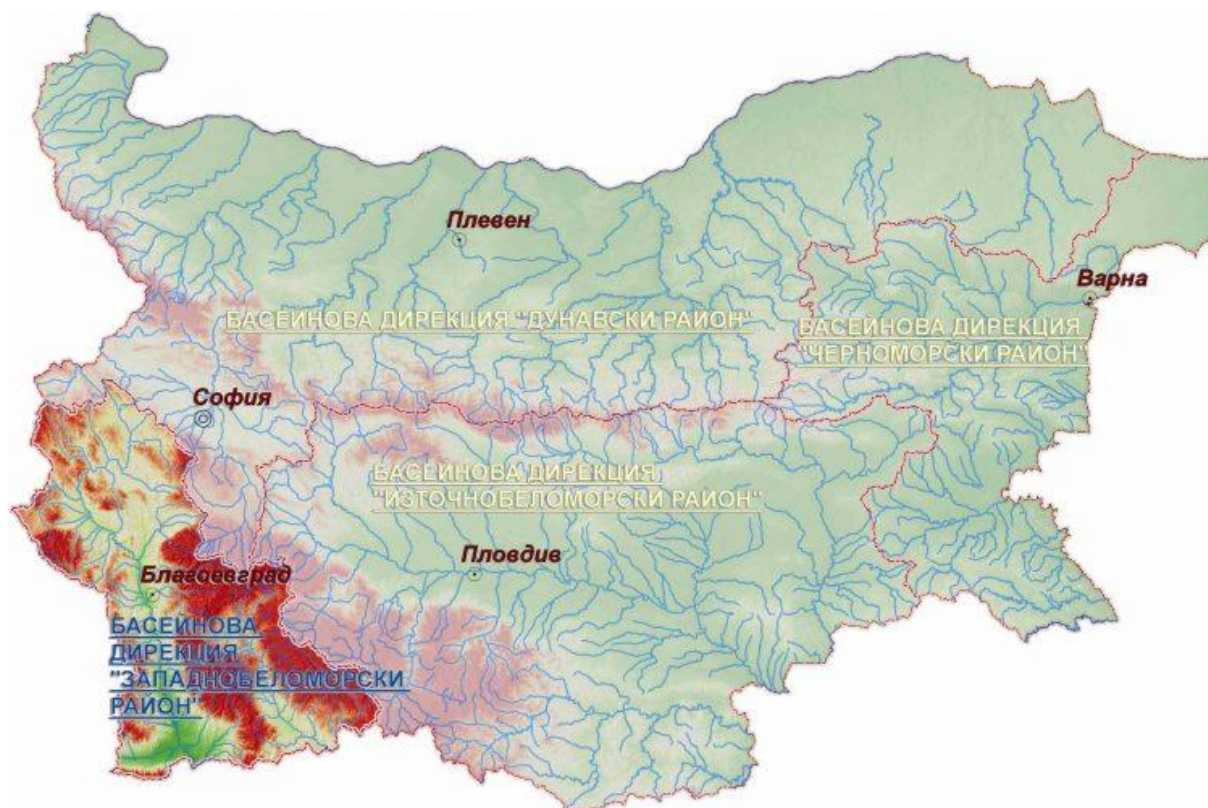 Плевен
Варна
БАСЕЙНОВА ДИРЕКЦИЯ "ДУНАВСКИ РАЙОН"
БАСЕЙНОВА ДИРЕКЦИЯ
"ЧЕРНОМОРСКИ РАЙОН"
София
БАСЕЙНОВА ДИРЕКЦИЯ
"ИЗТОЧНОБЕЛОМОРСКИ РАЙОН"
Пловдив
Благоевград
БАСЕЙНОВА
ДИРЕКЦИЯ
"ЗАПАДНОБЕЛОМОРСКИ
РАЙОН"